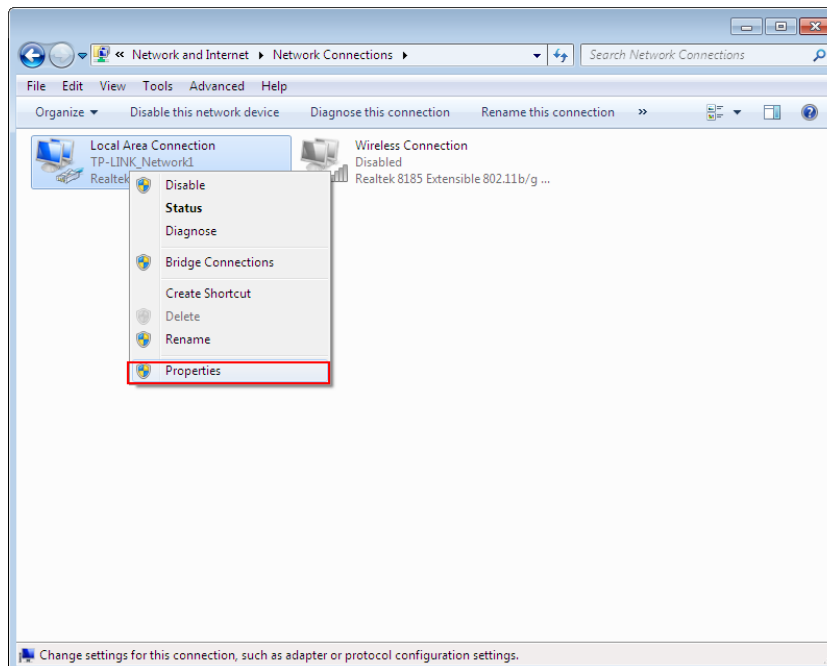 « Network and Internet ▸ Network Connections ▸ Search Network Connections
File Edit View Tools Advanced Help
Organize Disable this network device Diagnose this connection Rename this connection »
Local Area Connection
TP-LINK_Network1
Realtek
Wireless Connection
Disabled
Realtek 8185 Extensible 802.11b/g ...
Disable
Status
Diagnose
Bridge Connections
Create Shortcut
Delete
Rename
Properties
Change settings for this connection, such as adapter or protocol configuration settings.